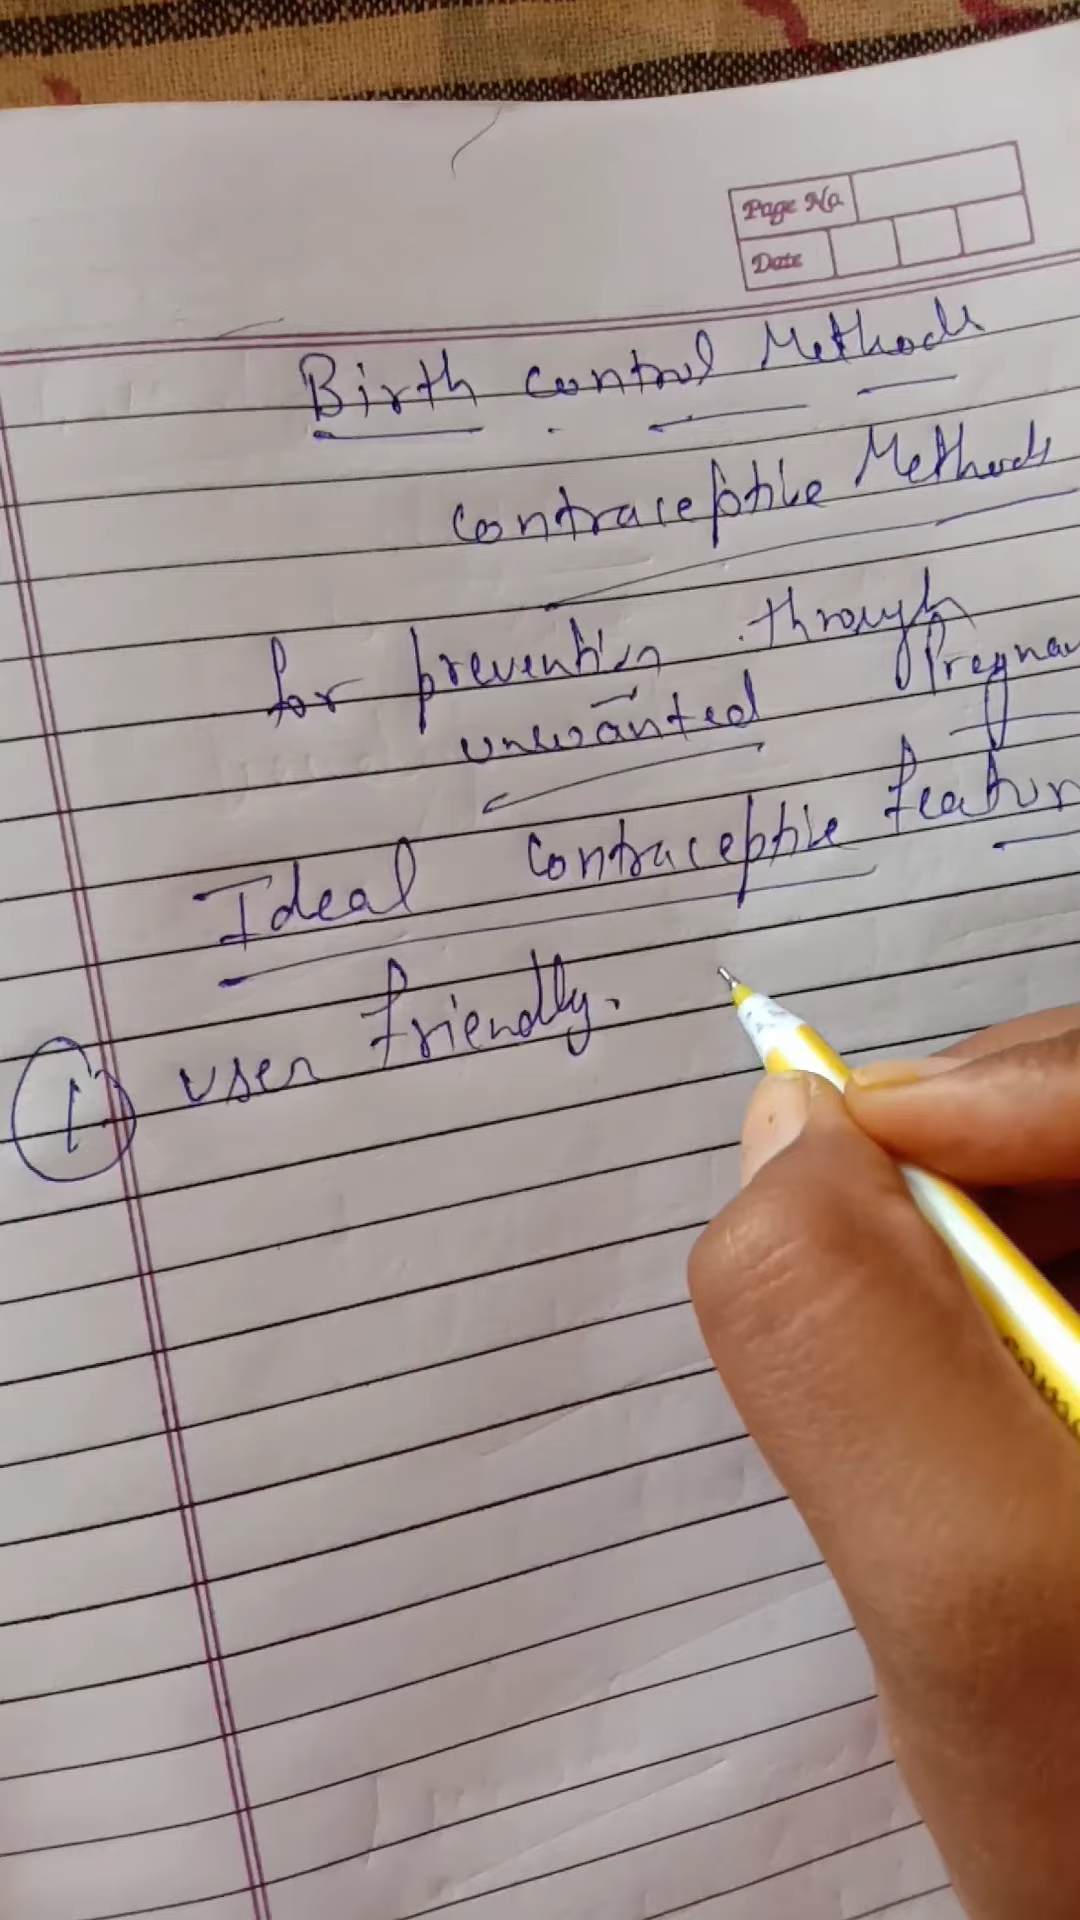 Page No.
Date
Birth control Methods
contraceptive Methods
for prevention through
unwanted Pregnan
Ideal contraceptive featur
1 user friendly.